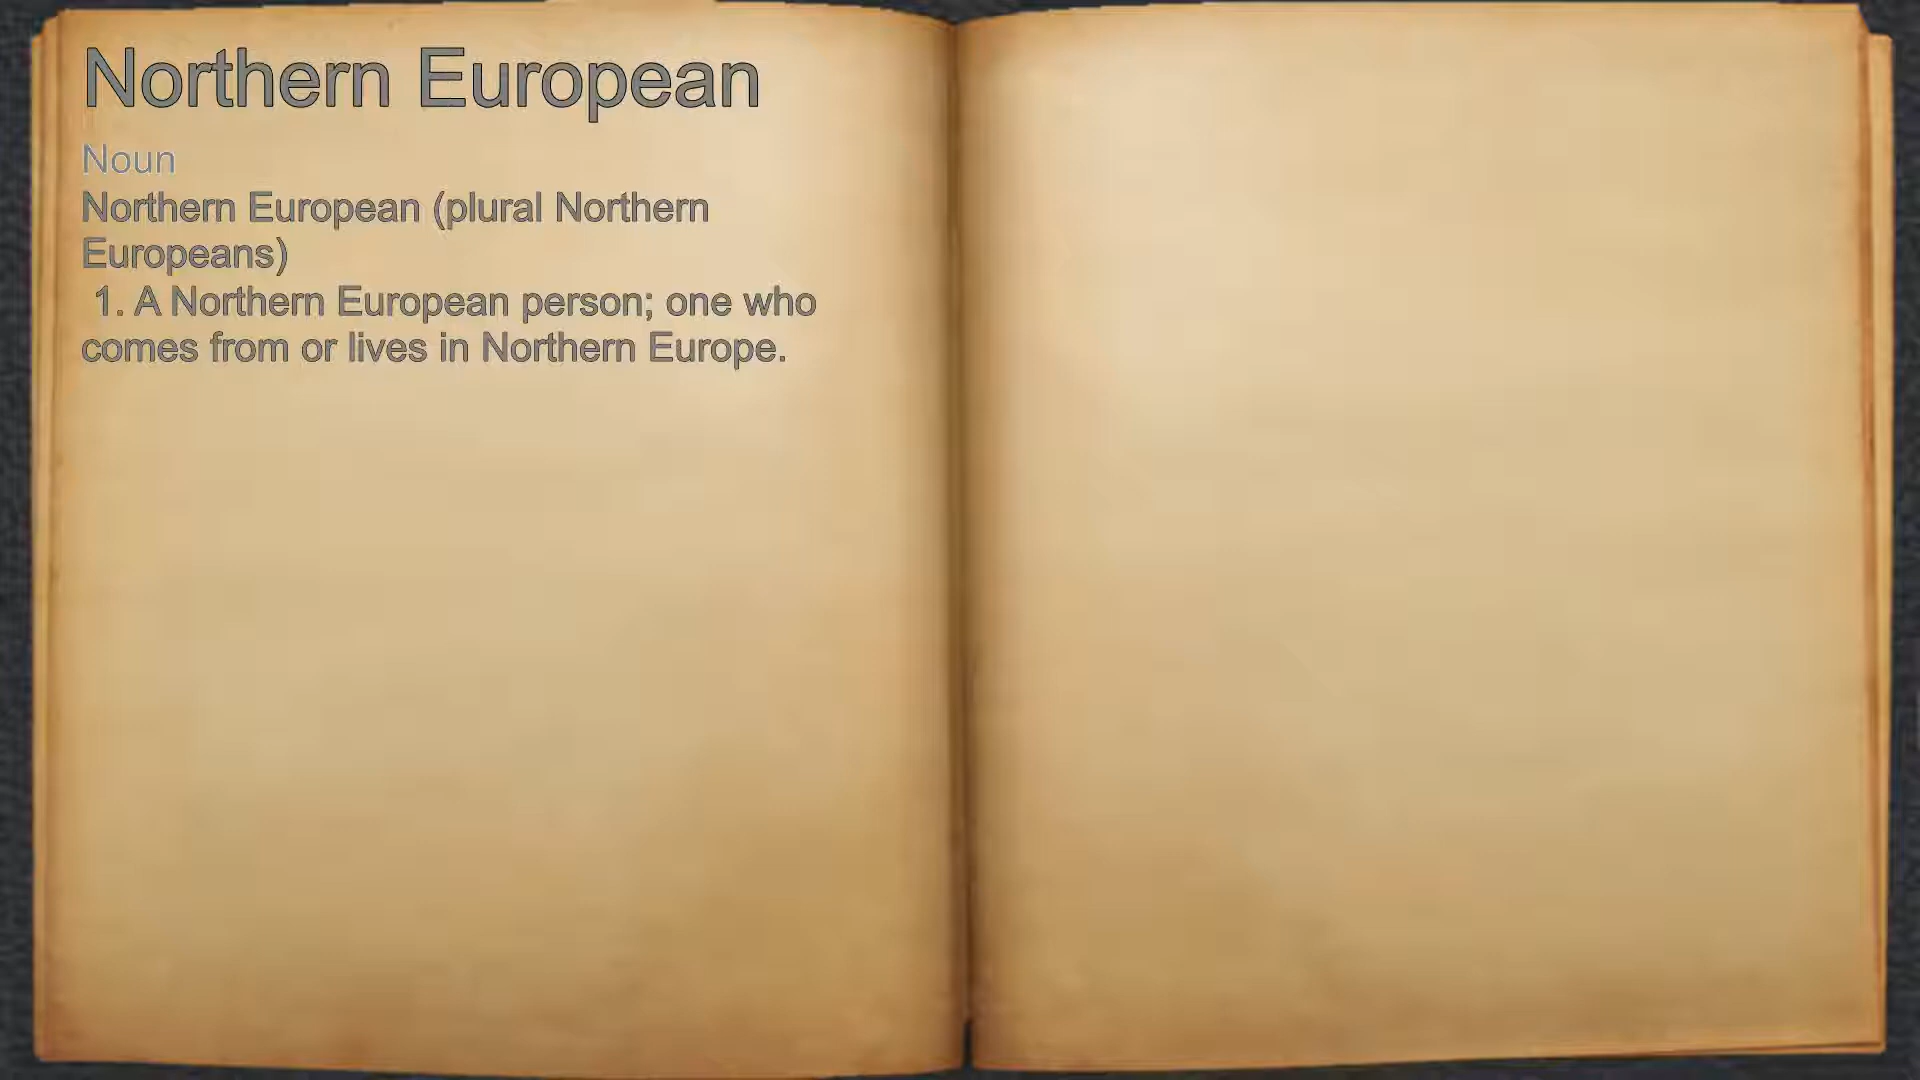 Northern European
Noun
Northern European (plural Northern
Europeans)
1. A Northern European person; one who
comes from or lives in Northern Europe.